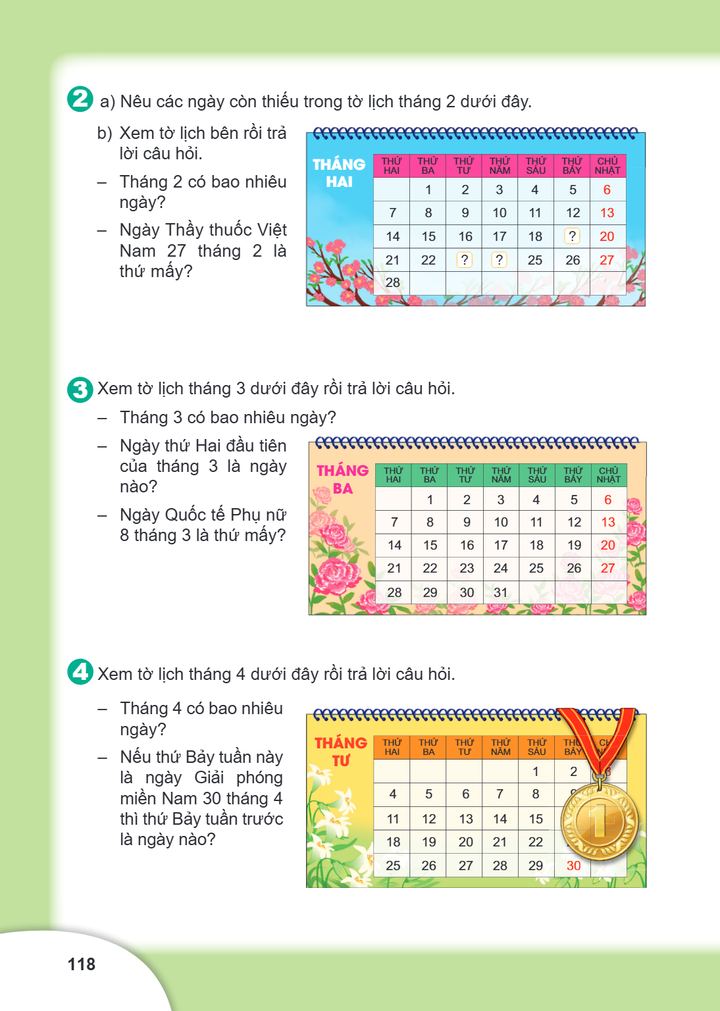 2 a) Nêu các ngày còn thiếu trong tờ lịch tháng 2 dưới đây.
b) Xem tờ lịch bên rồi trả
lời câu hỏi.
– Tháng 2 có bao nhiêu
ngày?
– Ngày Thầy thuốc Việt
Nam 27 tháng 2 là
thứ mấy?
THÁNG
HAI
THỨ HAI THỨ BA THỨ TƯ THỨ NĂM THỨ SÁU THỨ BẢY CHỦ NHẬT
1 2 3 4 5 6
7 8 9 10 11 12 13
14 15 16 17 18 ? 20
21 22 ? ? 25 26 27
28
3 Xem tờ lịch tháng 3 dưới đây rồi trả lời câu hỏi.
– Tháng 3 có bao nhiêu ngày?
– Ngày thứ Hai đầu tiên
của tháng 3 là ngày
nào?
– Ngày Quốc tế Phụ nữ
8 tháng 3 là thứ mấy?
THÁNG
BA
THỨ HAI THỨ BA THỨ TƯ THỨ NĂM THỨ SÁU THỨ BẢY CHỦ NHẬT
1 2 3 4 5 6
7 8 9 10 11 12 13
14 15 16 17 18 19 20
21 22 23 24 25 26 27
28 29 30 31
4 Xem tờ lịch tháng 4 dưới đây rồi trả lời câu hỏi.
– Tháng 4 có bao nhiêu
ngày?
– Nếu thứ Bảy tuần này
là ngày Giải phóng
miền Nam 30 tháng 4
thì thứ Bảy tuần trước
là ngày nào?
THÁNG
TƯ
THỨ HAI THỨ BA THỨ TƯ THỨ NĂM THỨ SÁU THỨ
1 2
4 5 6 7 8
11 12 13 14 15
18 19 20 21 22
25 26 27 28 29 30
1
118